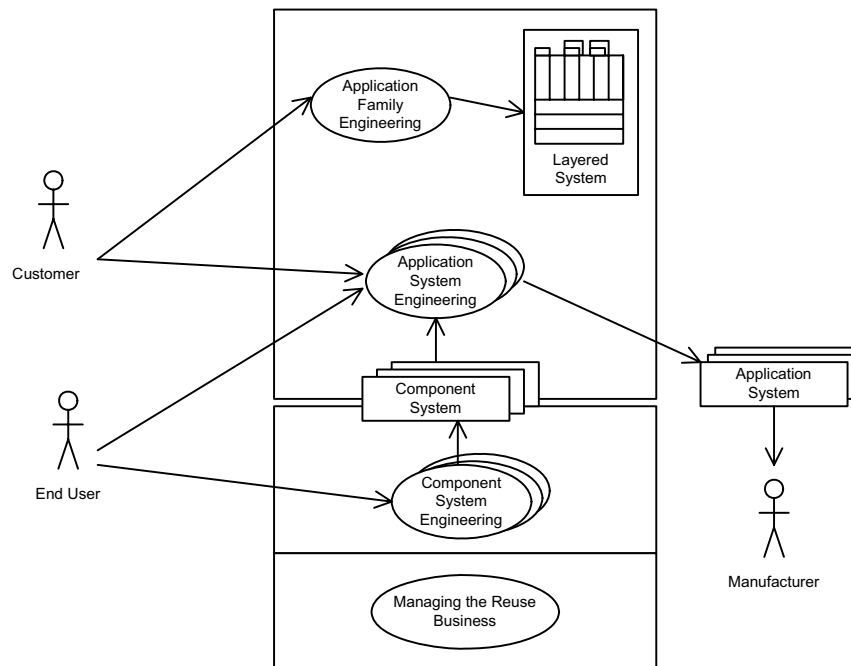 Application
Family
Engineering
Layered
System
Customer
Application
System
Engineering
Component
System
Application
System
End User
Component
System
Engineering
Manufacturer
Managing the Reuse
Business